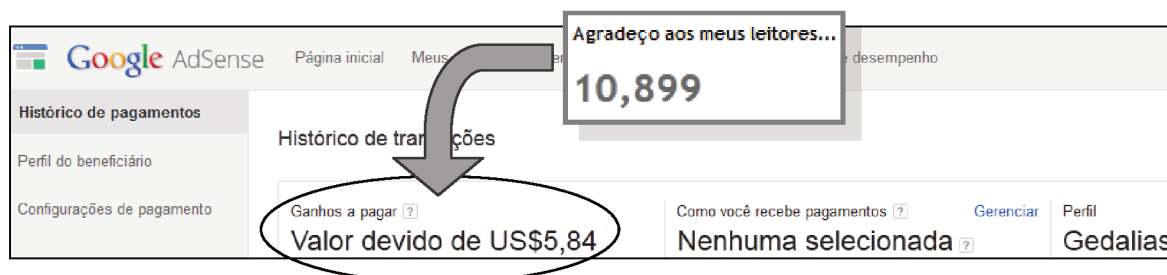 Agradeço aos meus leitores...
10,899
Google AdSense Página inicial Meus desempenho
Histórico de pagamentos
Perfil do beneficiário
Configurações de pagamento
Histórico de
Ganhos a pagar ?
Valor devido de US$5,84
Como você recebe pagamentos ? Gerenciar
Nenhuma selecionada ?
Perfil
Gedalias